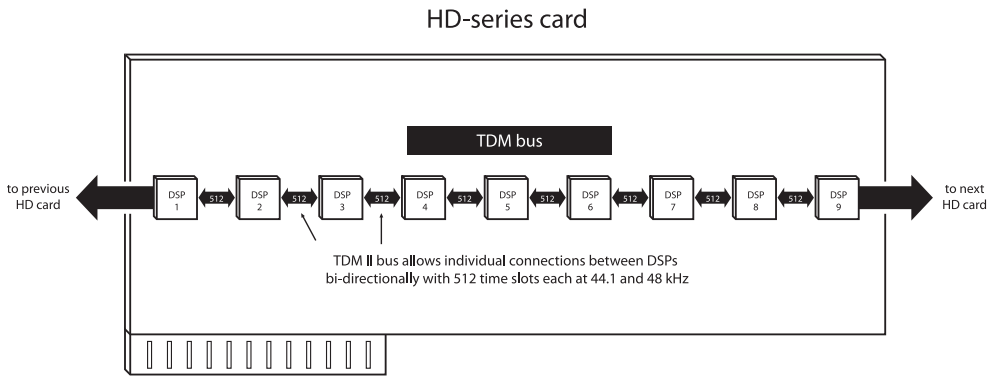 HD-series card
TDM bus
to previous
HD card
DSP
1
512
DSP
2
512
DSP
3
512
DSP
4
512
DSP
5
512
DSP
6
512
DSP
7
512
DSP
8
512
DSP
9
to next
HD card
TDM II bus allows individual connections between DSPs
bi-directionally with 512 time slots each at 44.1 and 48 kHz